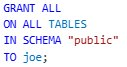 GRANT ALL
ON ALL TABLES
IN SCHEMA "public"
TO joe;